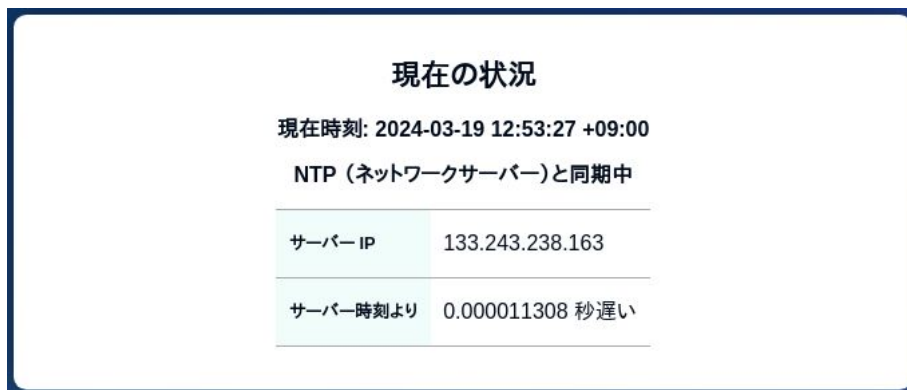 現在の状況
現在時刻: 2024-03-19 12:53:27 +09:00
NTP（ネットワークサーバー）と同期中
サーバー IP 133.243.238.163
サーバー時刻より 0.000011308 秒遅い